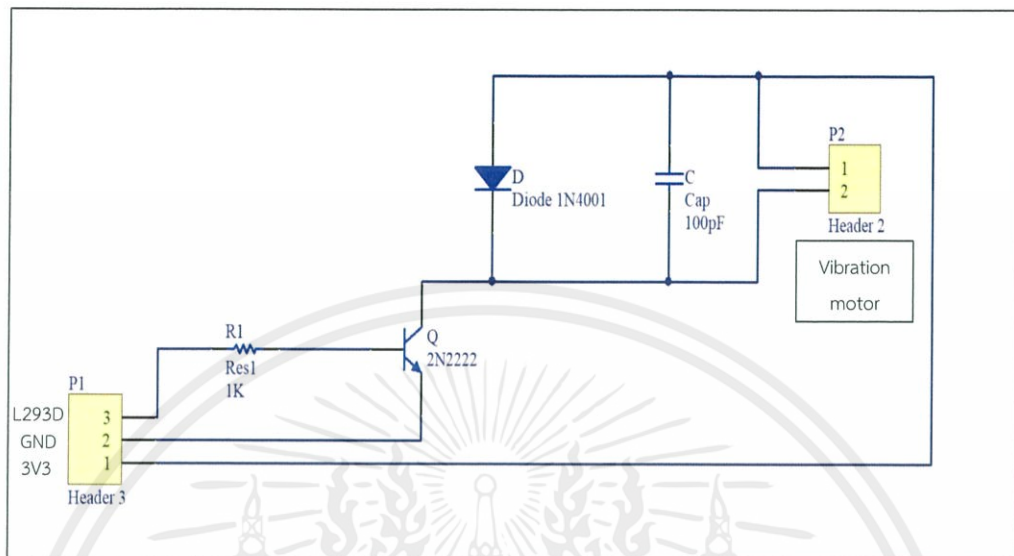 P2
1
2
Header 2
Vibration
motor
D
Diode 1N4001
C
Cap
100pF
Q
2N2222
R1
Res1
1K
P1
L293D
GND
3V3
3
2
1
Header 3